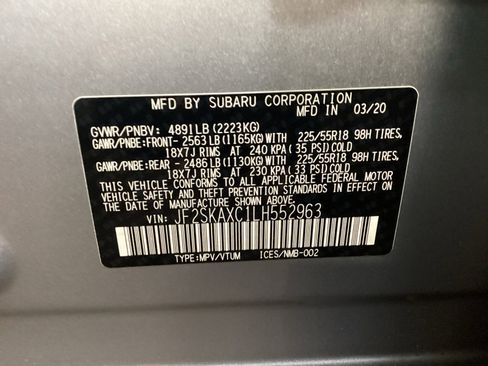 MFD BY SUBARU CORPORATION
MFD IN 03/20
GVWR/PNBV: 4891LB(2223KG)
GAWR/PNBE:FRONT- 2563LB(1165KG)WITH 225/55R18 98H TIRES,
18X7J RIMS AT 240 KPA(35 PSI)COLD
GAWR/PNBE:REAR - 2486LB(1130KG)WITH 225/55R18 98H TIRES,
18X7J RIMS AT 230 KPA(33 PSI)COLD
THIS VEHICLE CONFORMS TO ALL APPLICABLE FEDERAL MOTOR
VEHICLE SAFETY AND THEFT PREVENTION STANDARDS IN EFFECT
ON THE DATE OF MANUFACTURE SHOWN ABOVE.
VIN: JF2SKAXC1LH552963
TYPE:MPV/VTUM ICES/NMB-002